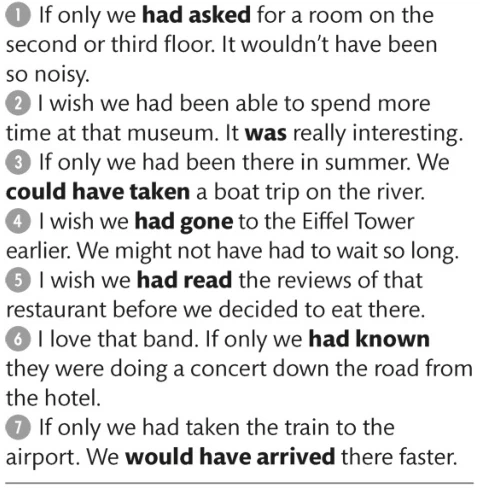 1 If only we had asked for a room on the
second or third floor. It wouldn’t have been
so noisy.
2 I wish we had been able to spend more
time at that museum. It was really interesting.
3 If only we had been there in summer. We
could have taken a boat trip on the river.
4 I wish we had gone to the Eiffel Tower
earlier. We might not have had to wait so long.
5 I wish we had read the reviews of that
restaurant before we decided to eat there.
6 I love that band. If only we had known
they were doing a concert down the road from
the hotel.
7 If only we had taken the train to the
airport. We would have arrived there faster.